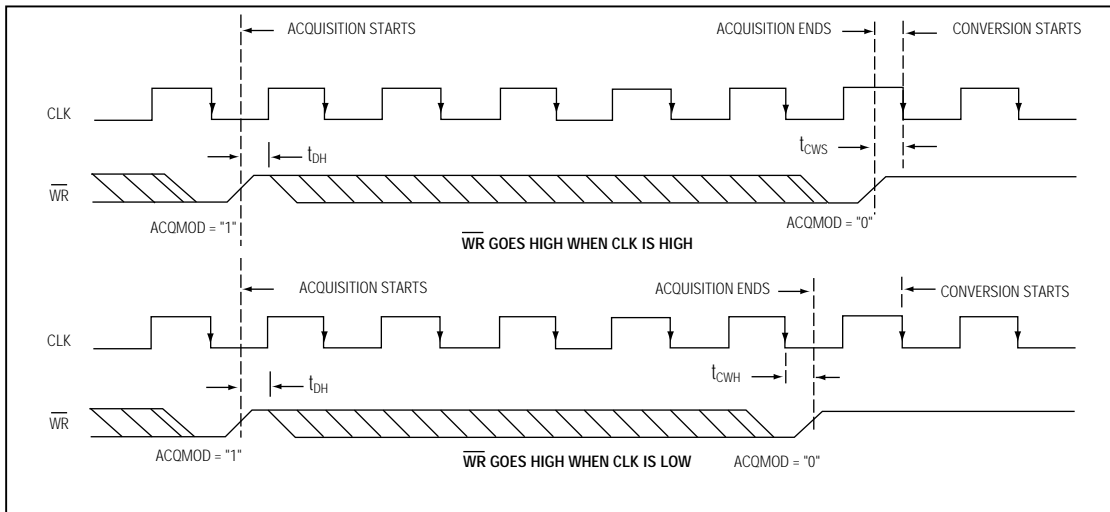 ACQUISITION STARTS
ACQUISITION ENDS
CONVERSION STARTS
CLK
tDH
tCWS
WR
ACQMOD = "1"
ACQMOD = "0"
WR GOES HIGH WHEN CLK IS HIGH
ACQUISITION STARTS
ACQUISITION ENDS
CONVERSION STARTS
CLK
tDH
tCWH
WR
ACQMOD = "1"
WR GOES HIGH WHEN CLK IS LOW
ACQMOD = "0"